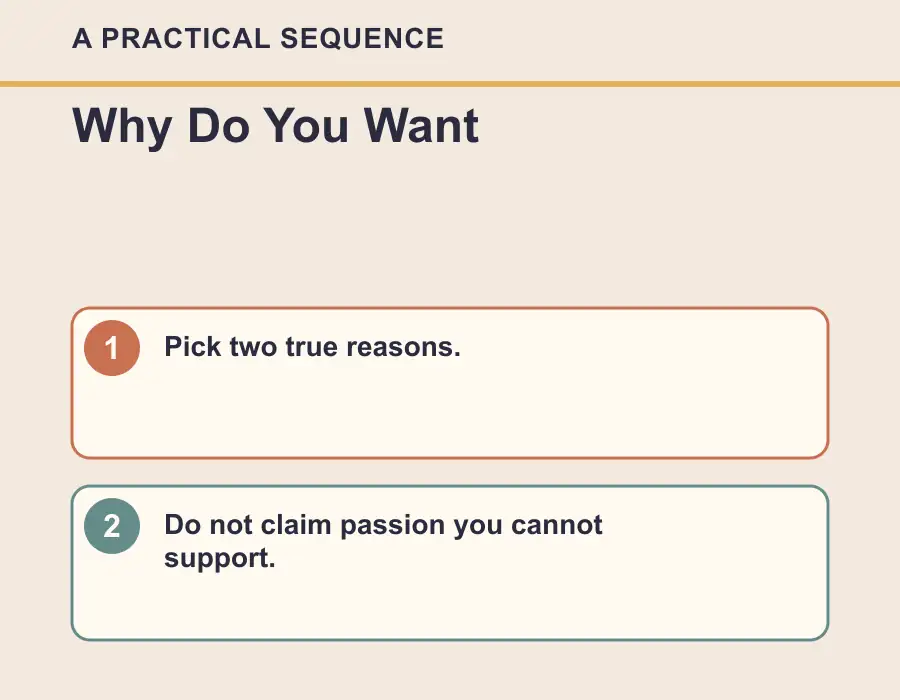 A PRACTICAL SEQUENCE
Why Do You Want
1
Pick two true reasons.
2
Do not claim passion you cannot
support.